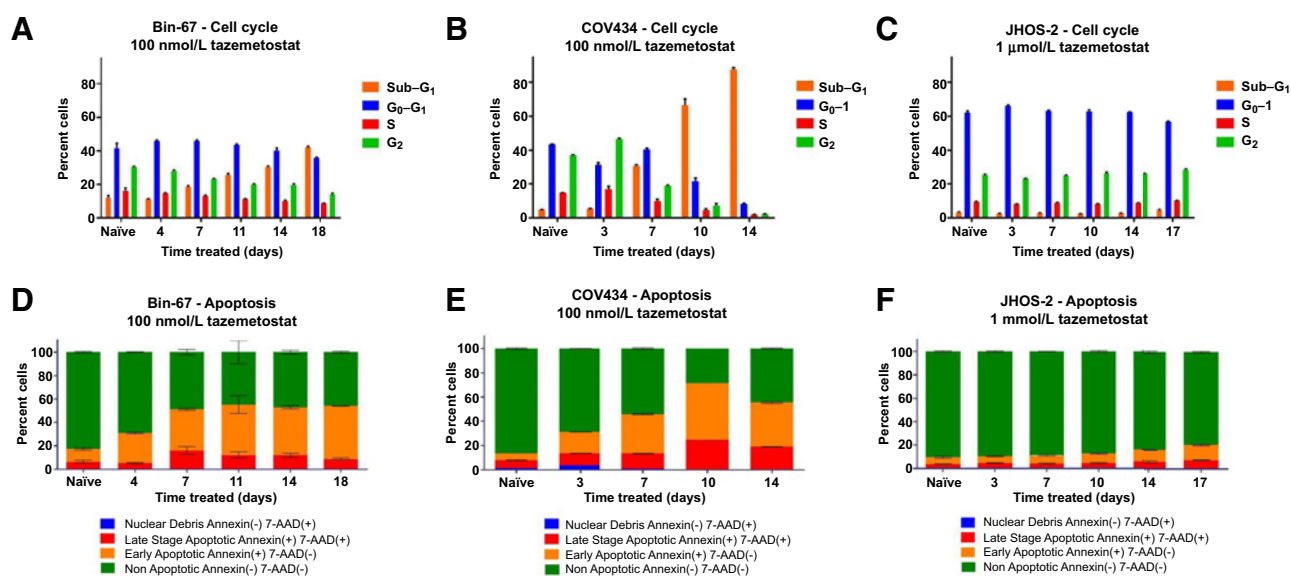 A
Bin-67 - Cell cycle
100 nmol/L tazemetostat
Percent cells
80
60
40
20
0
Naïve 4 7 11 14 18
Time treated (days)
Sub–G1
G0–G1
S
G2
B
COV434 - Cell cycle
100 nmol/L tazemetostat
Percent cells
80
60
40
20
0
Naïve 3 7 10 14
Time treated (days)
Sub–G1
G0–1
S
G2
C
JHOS-2 - Cell cycle
1 μmol/L tazemetostat
Percent cells
80
60
40
20
0
Naïve 3 7 10 14 17
Time treated (days)
Sub–G1
G0–1
S
G2
D
Bin-67 - Apoptosis
100 nmol/L tazemetostat
Percent cells
100
80
60
40
20
0
Naïve 4 7 11 14 18
Time treated (days)
Nuclear Debris Annexin(-) 7-AAD(+)
Late Stage Apoptotic Annexin(+) 7-AAD(+)
Early Apoptotic Annexin(+) 7-AAD(-)
Non Apoptotic Annexin(-) 7-AAD(-)
E
COV434 - Apoptosis
100 nmol/L tazemetostat
Percent cells
100
80
60
40
20
0
Naïve 3 7 10 14
Time treated (days)
Nuclear Debris Annexin(-) 7-AAD(+)
Late Stage Apoptotic Annexin(+) 7-AAD(+)
Early Apoptotic Annexin(+) 7-AAD(-)
Non Apoptotic Annexin(-) 7-AAD(-)
F
JHOS-2 - Apoptosis
1 mmol/L tazemetostat
Percent cells
100
80
60
40
20
0
Naïve 3 7 10 14 17
Time treated (days)
Nuclear Debris Annexin(-) 7-AAD(+)
Late Stage Apoptotic Annexin(+) 7-AAD(+)
Early Apoptotic Annexin(+) 7-AAD(-)
Non Apoptotic Annexin(-) 7-AAD(-)